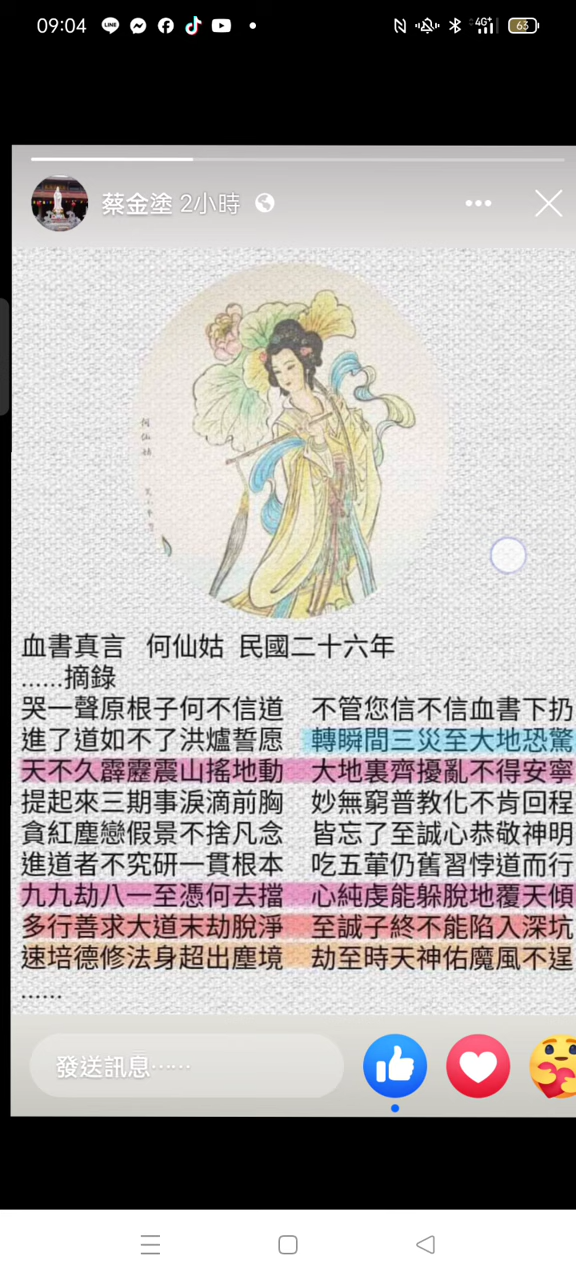 09:04
4G+
63
蔡金塗 2小時
何仙姑
血書真言 何仙姑 民國二十六年
……摘錄
哭一聲原根子何不信道 不管您信不信血書下扔
進了道如不了洪爐誓愿 轉瞬間三災至大地恐驚
天不久霹靂震山搖地動 大地裏齊擾亂不得安寧
提起來三期事淚滴前胸 妙無窮普教化不肯回程
貪紅塵戀假景不捨凡念 皆忘了至誠心恭敬神明
進道者不究研一貫根本 吃五葷仍舊習悖道而行
九九劫八一至憑何去擋 心純虔能躲脫地覆天傾
多行善求大道末劫脫淨 至誠子終不能陷入深坑
速培德修法身超出塵境 劫至時天神佑魔風不逞
……
發送訊息……